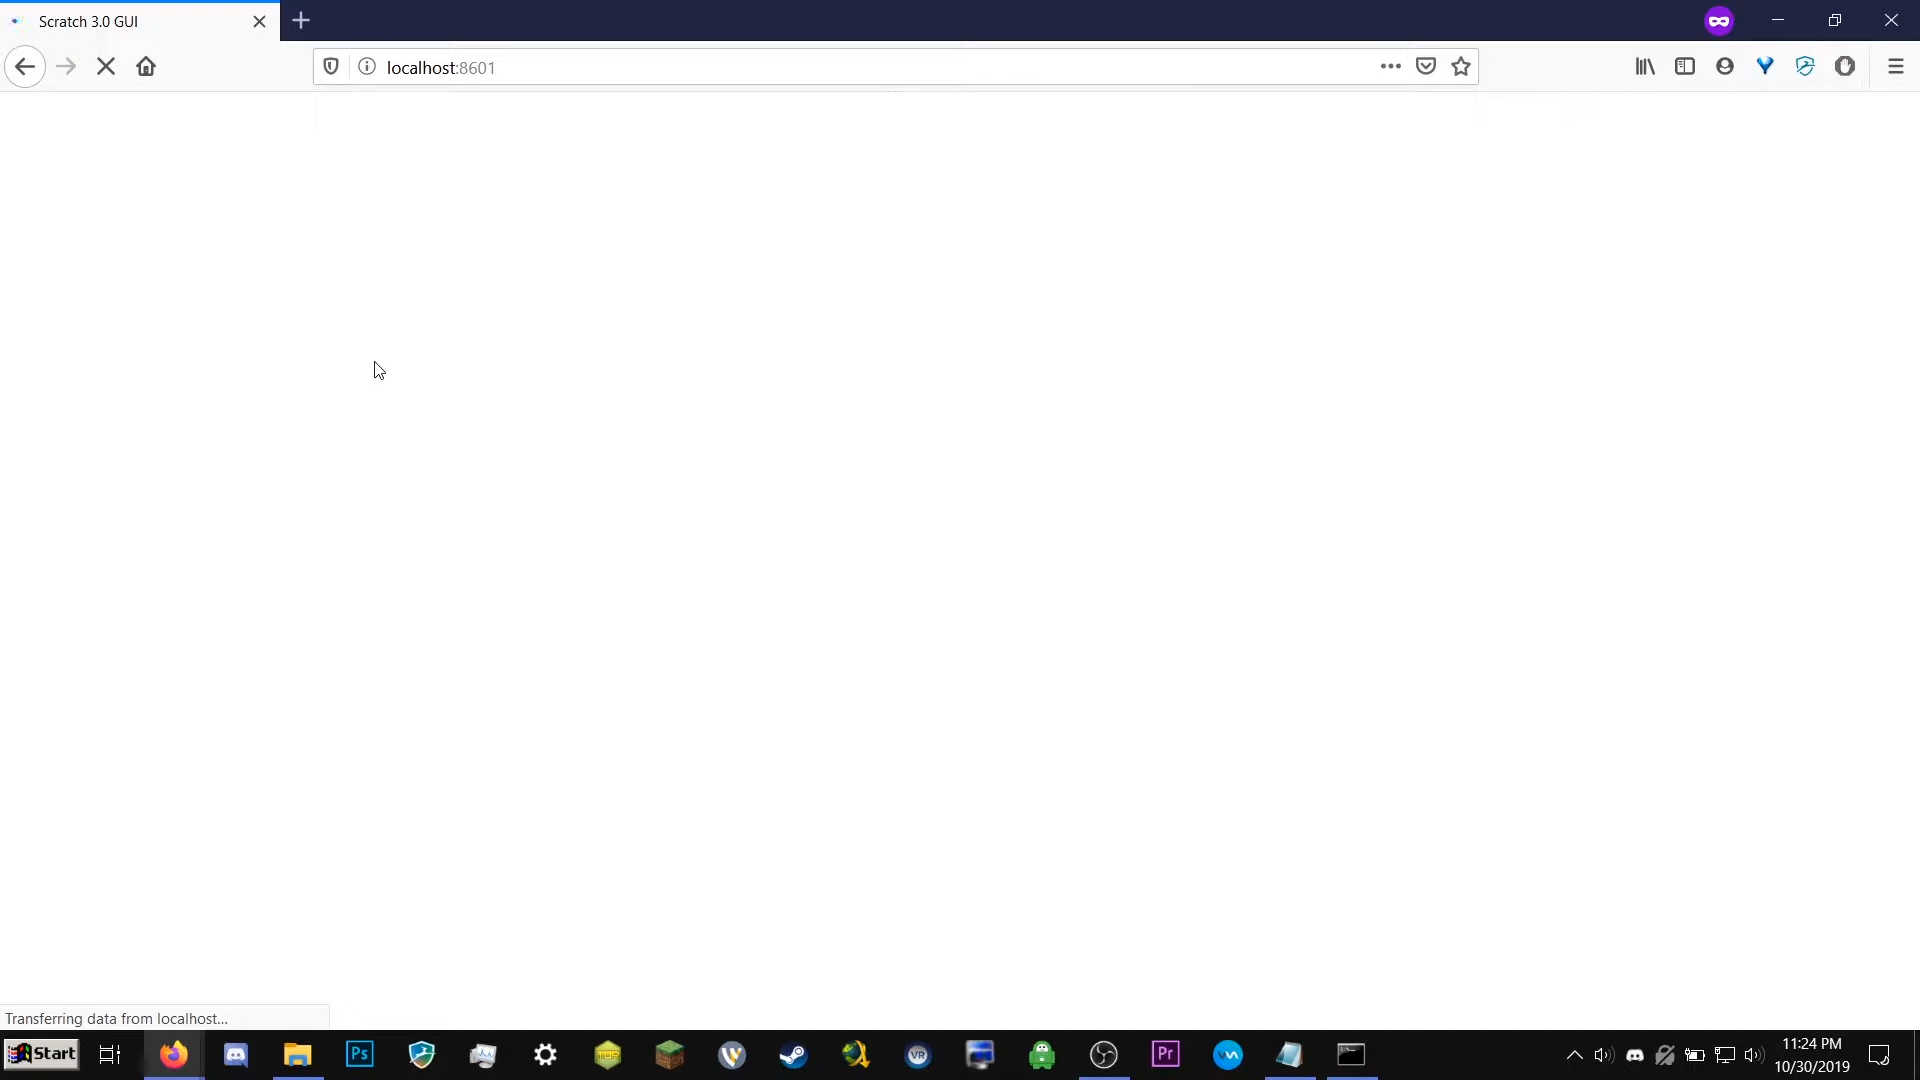 Scratch 3.0 GUI
localhost:8601
Transferring data from localhost...
Start
Ps
VR
Pr
11:24 PM
10/30/2019